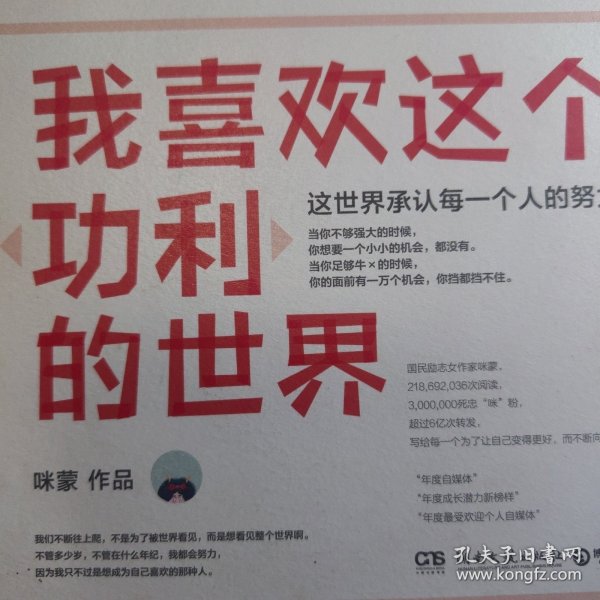 我喜欢这个
功利
的世界
这世界承认每一个人的努
当你不够强大的时候，
你想要一个小小的机会，都没有。
当你足够牛×的时候，
你的面前有一万个机会，你挡都挡不住。
国民励志女作家咪蒙，
218,692,036次阅读，
3,000,000死忠“咪”粉，
超过6亿次转发，
写给每一个为了让自己变得更好，而不断向
咪蒙 作品
“年度自媒体”
“年度成长潜力新榜样”
“年度最受欢迎个人自媒体”
我们不断往上爬，不是为了被世界看见，而是想看见整个世界啊。
不管多少岁，不管在什么年纪，我都会努力，
因为我只不过是想成为自己喜欢的那种人。
孔夫子旧书网
www.kongfz.com